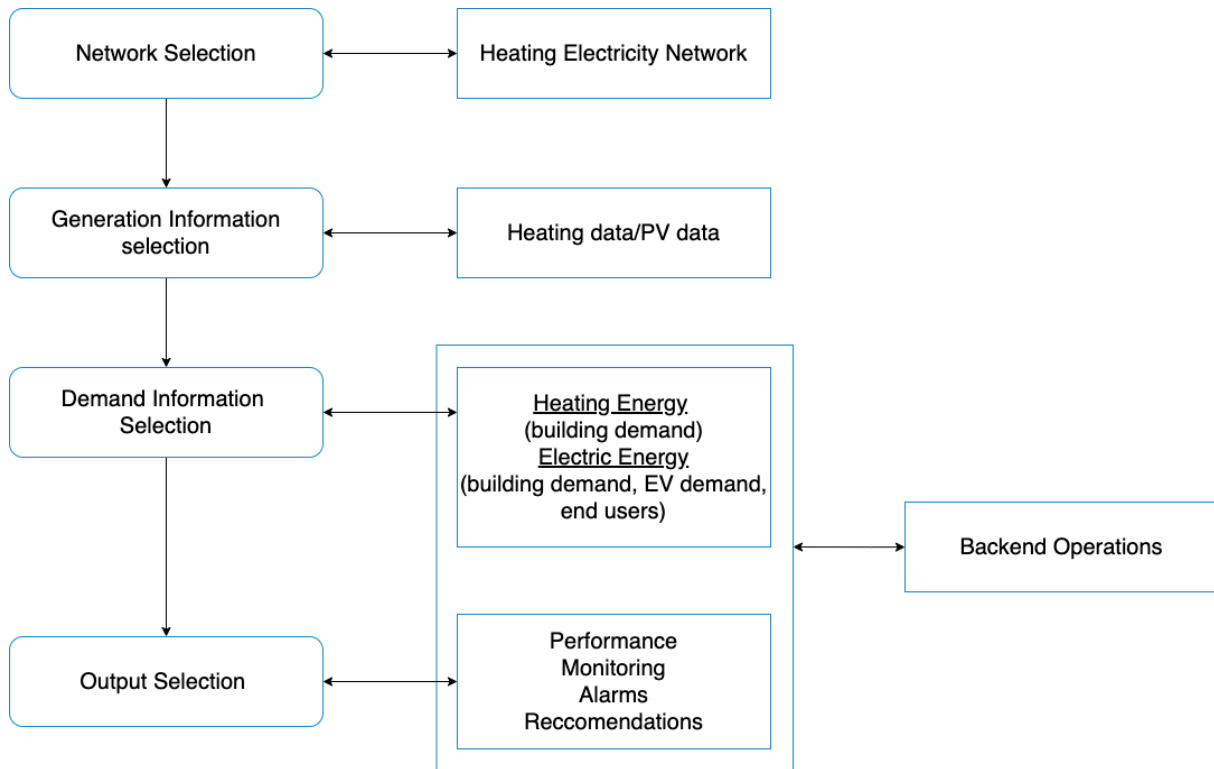 Network Selection
Heating Electricity Network
Generation Information
selection
Heating data/PV data
Demand Information
Selection
Heating Energy
(building demand)
Electric Energy
(building demand, EV demand,
end users)
Backend Operations
Output Selection
Performance
Monitoring
Alarms
Reccomendations